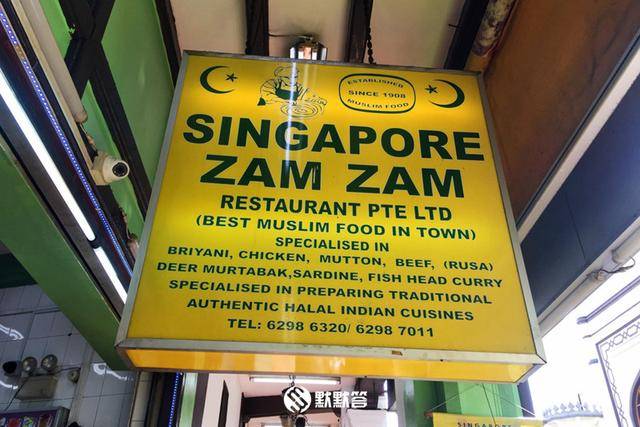 ESTABLISHED
SINCE 1908
MUSLIM FOOD
SINGAPORE
ZAM ZAM
RESTAURANT PTE LTD
(BEST MUSLIM FOOD IN TOWN)
SPECIALISED IN
BRIYANI, CHICKEN, MUTTON, BEEF, (RUSA)
DEER MURTABAK,SARDINE, FISH HEAD CURRY
SPECIALISED IN PREPARING TRADITIONAL
AUTHENTIC HALAL INDIAN CUISINES
TEL: 6298 6320/ 6298 7011
默默答
SINGAPORE